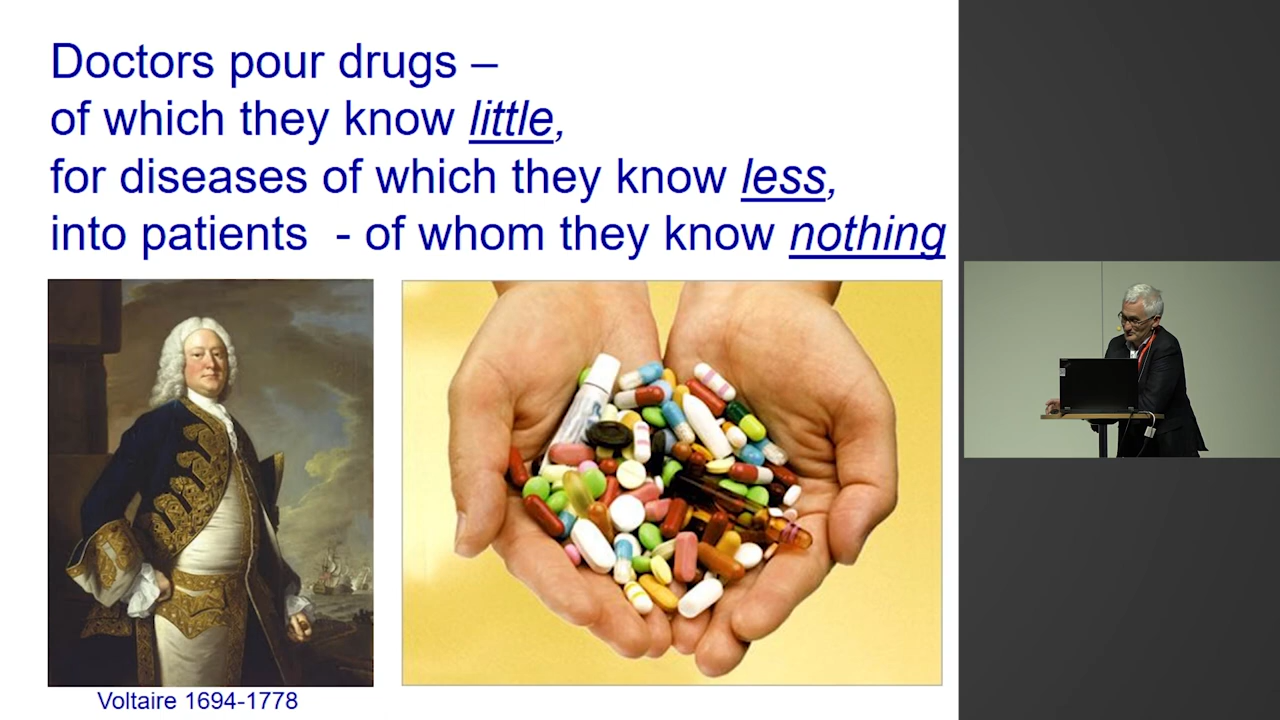 Doctors pour drugs –
of which they know little,
for diseases of which they know less,
into patients  - of whom they know nothing
Voltaire 1694-1778